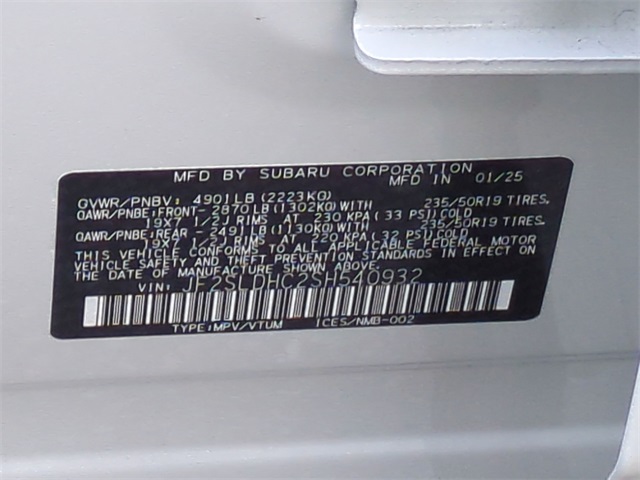 MFD BY SUBARU CORPORATION
MFD IN 01/25
GVWR/PNBV: 4901LB(2223KG)
GAWR/PNBE:FRONT-2870LB(1302KG)WITH 235/50R19 TIRES.
19X7 1/2J RIMS AT 230 KPA(33 PSI)COLD
GAWR/PNBE:REAR -2491LB(1130KG)WITH 235/50R19 TIRES.
19X7 1/2J RIMS AT 220 KPA(32 PSI)COLD
THIS VEHICLE CONFORMS TO ALL APPLICABLE FEDERAL MOTOR
VEHICLE SAFETY AND THEFT PREVENTION STANDARDS IN EFFECT ON
THE DATE OF MANUFACTURE SHOWN ABOVE.
VIN: JF2SLDHC2SH540932
TYPE:MPV/VTUM ICES/NMB-002